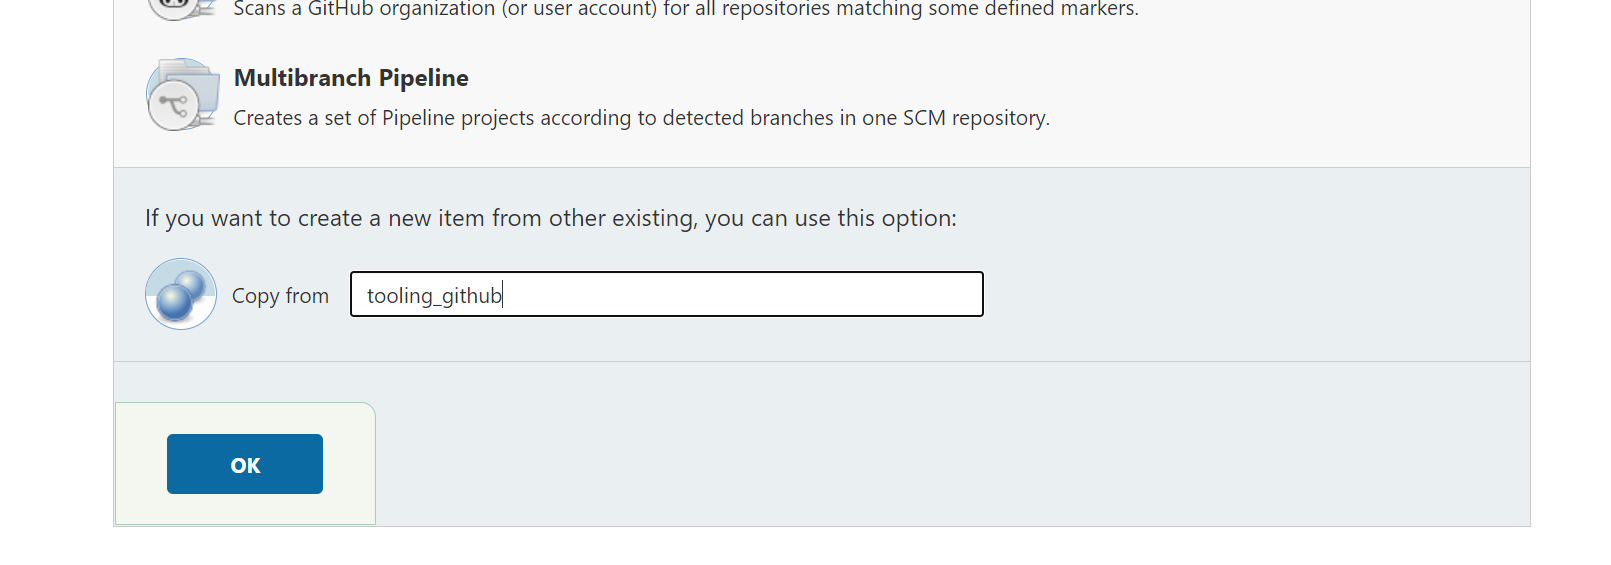 Scans a GitHub organization (or user account) for all repositories matching some defined markers.
Multibranch Pipeline
Creates a set of Pipeline projects according to detected branches in one SCM repository.
If you want to create a new item from other existing, you can use this option:
Copy from tooling_github
OK